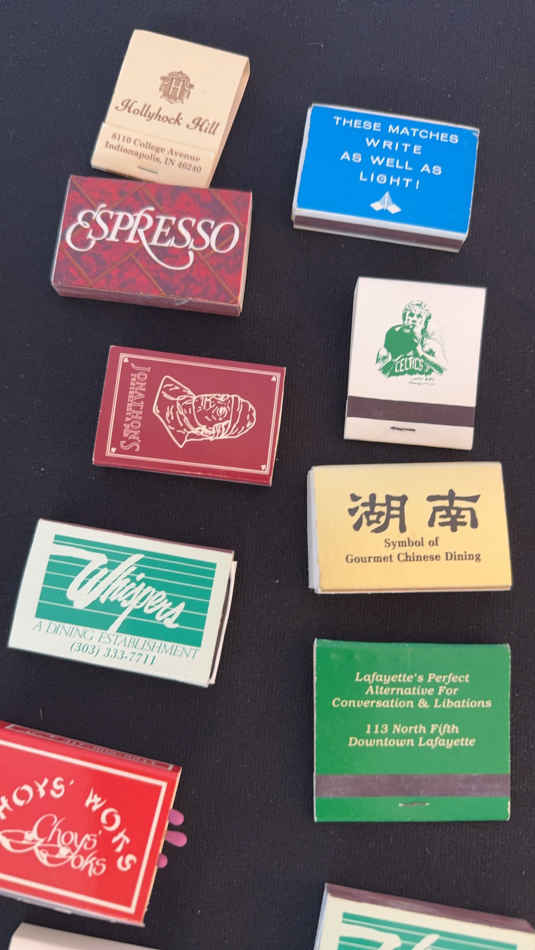 H
Hollyhock Hill
8110 College Avenue
Indianapolis, IN 46240
THESE MATCHES
WRITE
AS WELL AS
LIGHT!
ESPRESSO
CELTICS
JONATHONS
湖南
Symbol of
Gourmet Chinese Dining
Whispers
A DINING ESTABLISHMENT
(303) 333-7711
Lafayette's Perfect
Alternative For
Conversation & Libations
113 North Fifth
Downtown Lafayette
HOYS' WOKS
Choys'
Woks